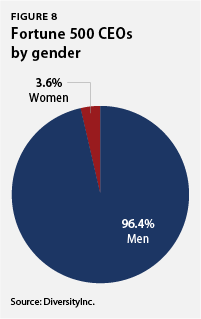 FIGURE 8
Fortune 500 CEOs
by gender
3.6%
Women
96.4%
Men
Source: DiversityInc.